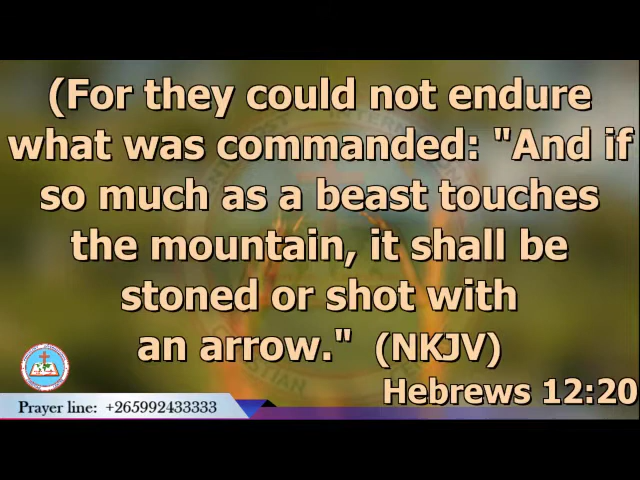 (For they could not endure
what was commanded: "And if
so much as a beast touches
the mountain, it shall be
stoned or shot with
an arrow." (NKJV)
Hebrews 12:20
Prayer line: +265992433333